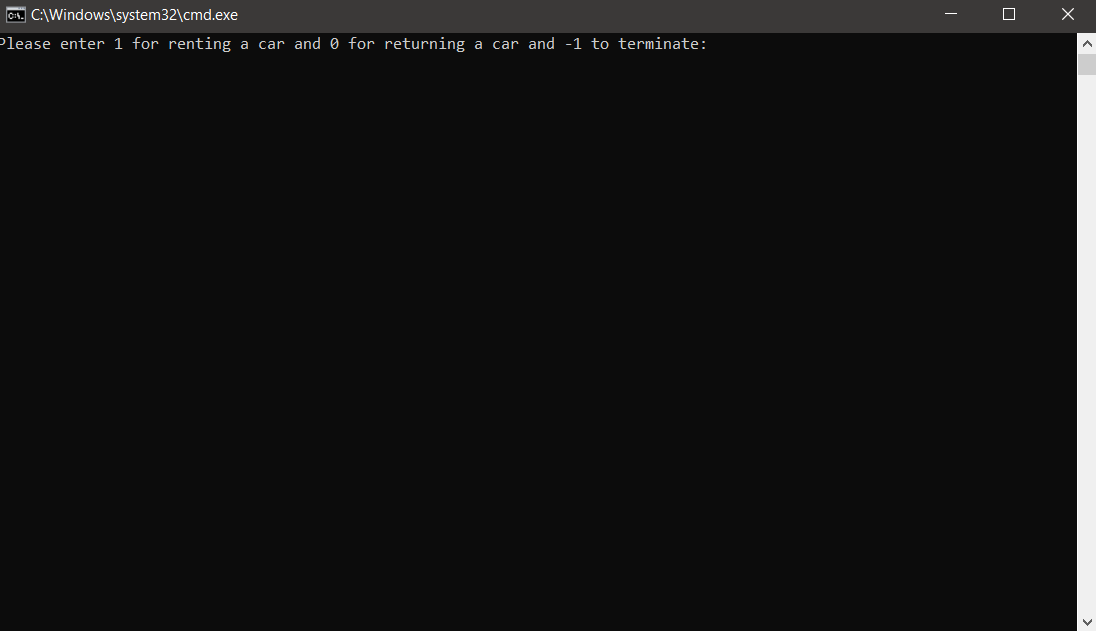 C:\Windows\system32\cmd.exe
Please enter 1 for renting a car and 0 for returning a car and -1 to terminate: